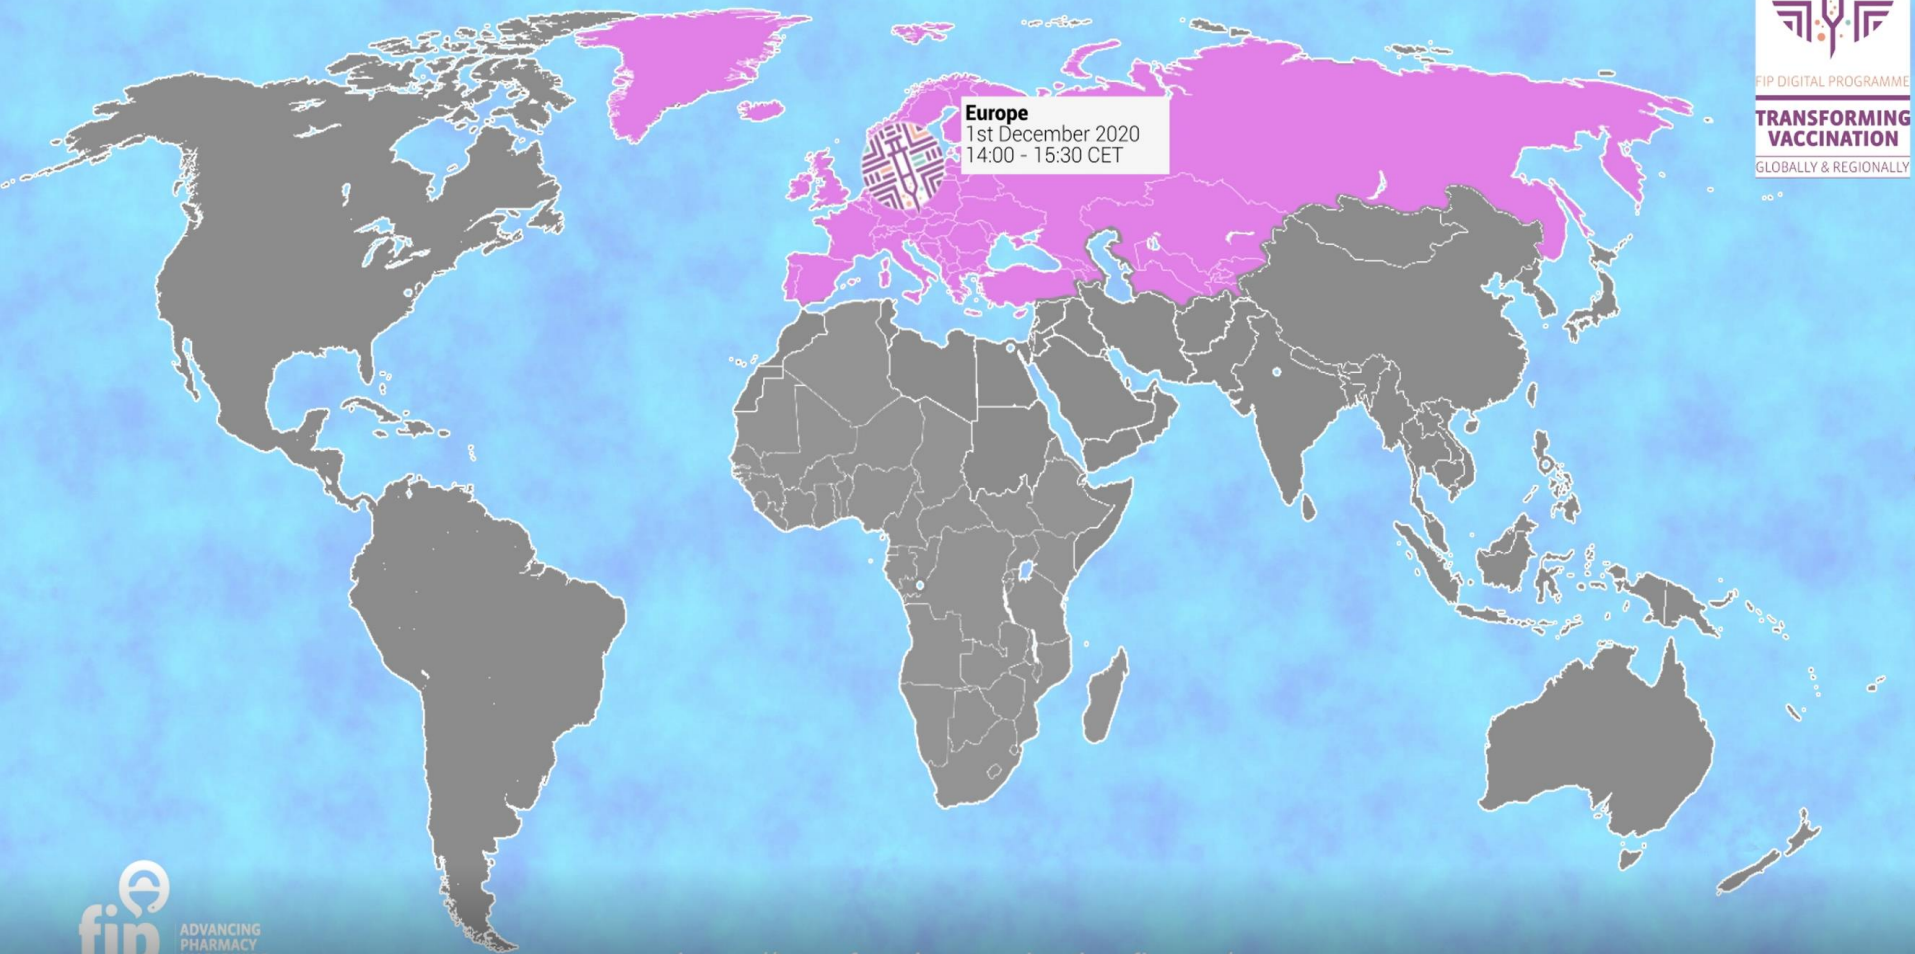 Europe
1st December 2020
14:00 - 15:30 CET
FIP DIGITAL PROGRAMME
TRANSFORMING
VACCINATION
GLOBALLY & REGIONALLY
fip
ADVANCING
PHARMACY